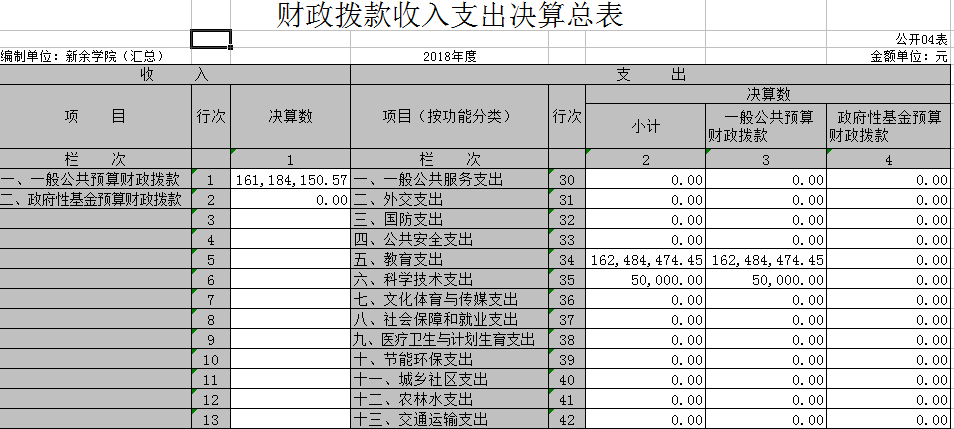 财政拨款收入支出决算总表
公开04表
编制单位：新余学院（汇总） 2018年度 金额单位：元
收 入 支 出
项 目 行次 决算数 项目（按功能分类） 行次 决算数
小计 一般公共预算财政拨款 政府性基金预算财政拨款
栏 次 1 栏 次 2 3 4
一、一般公共预算财政拨款 1 161,184,150.57 一、一般公共服务支出 30 0.00 0.00 0.00
二、政府性基金预算财政拨款 2 0.00 二、外交支出 31 0.00 0.00 0.00
3 三、国防支出 32 0.00 0.00 0.00
4 四、公共安全支出 33 0.00 0.00 0.00
5 五、教育支出 34 162,484,474.45 162,484,474.45 0.00
6 六、科学技术支出 35 50,000.00 50,000.00 0.00
7 七、文化体育与传媒支出 36 0.00 0.00 0.00
8 八、社会保障和就业支出 37 0.00 0.00 0.00
9 九、医疗卫生与计划生育支出 38 0.00 0.00 0.00
10 十、节能环保支出 39 0.00 0.00 0.00
11 十一、城乡社区支出 40 0.00 0.00 0.00
12 十二、农林水支出 41 0.00 0.00 0.00
13 十三、交通运输支出 42 0.00 0.00 0.00